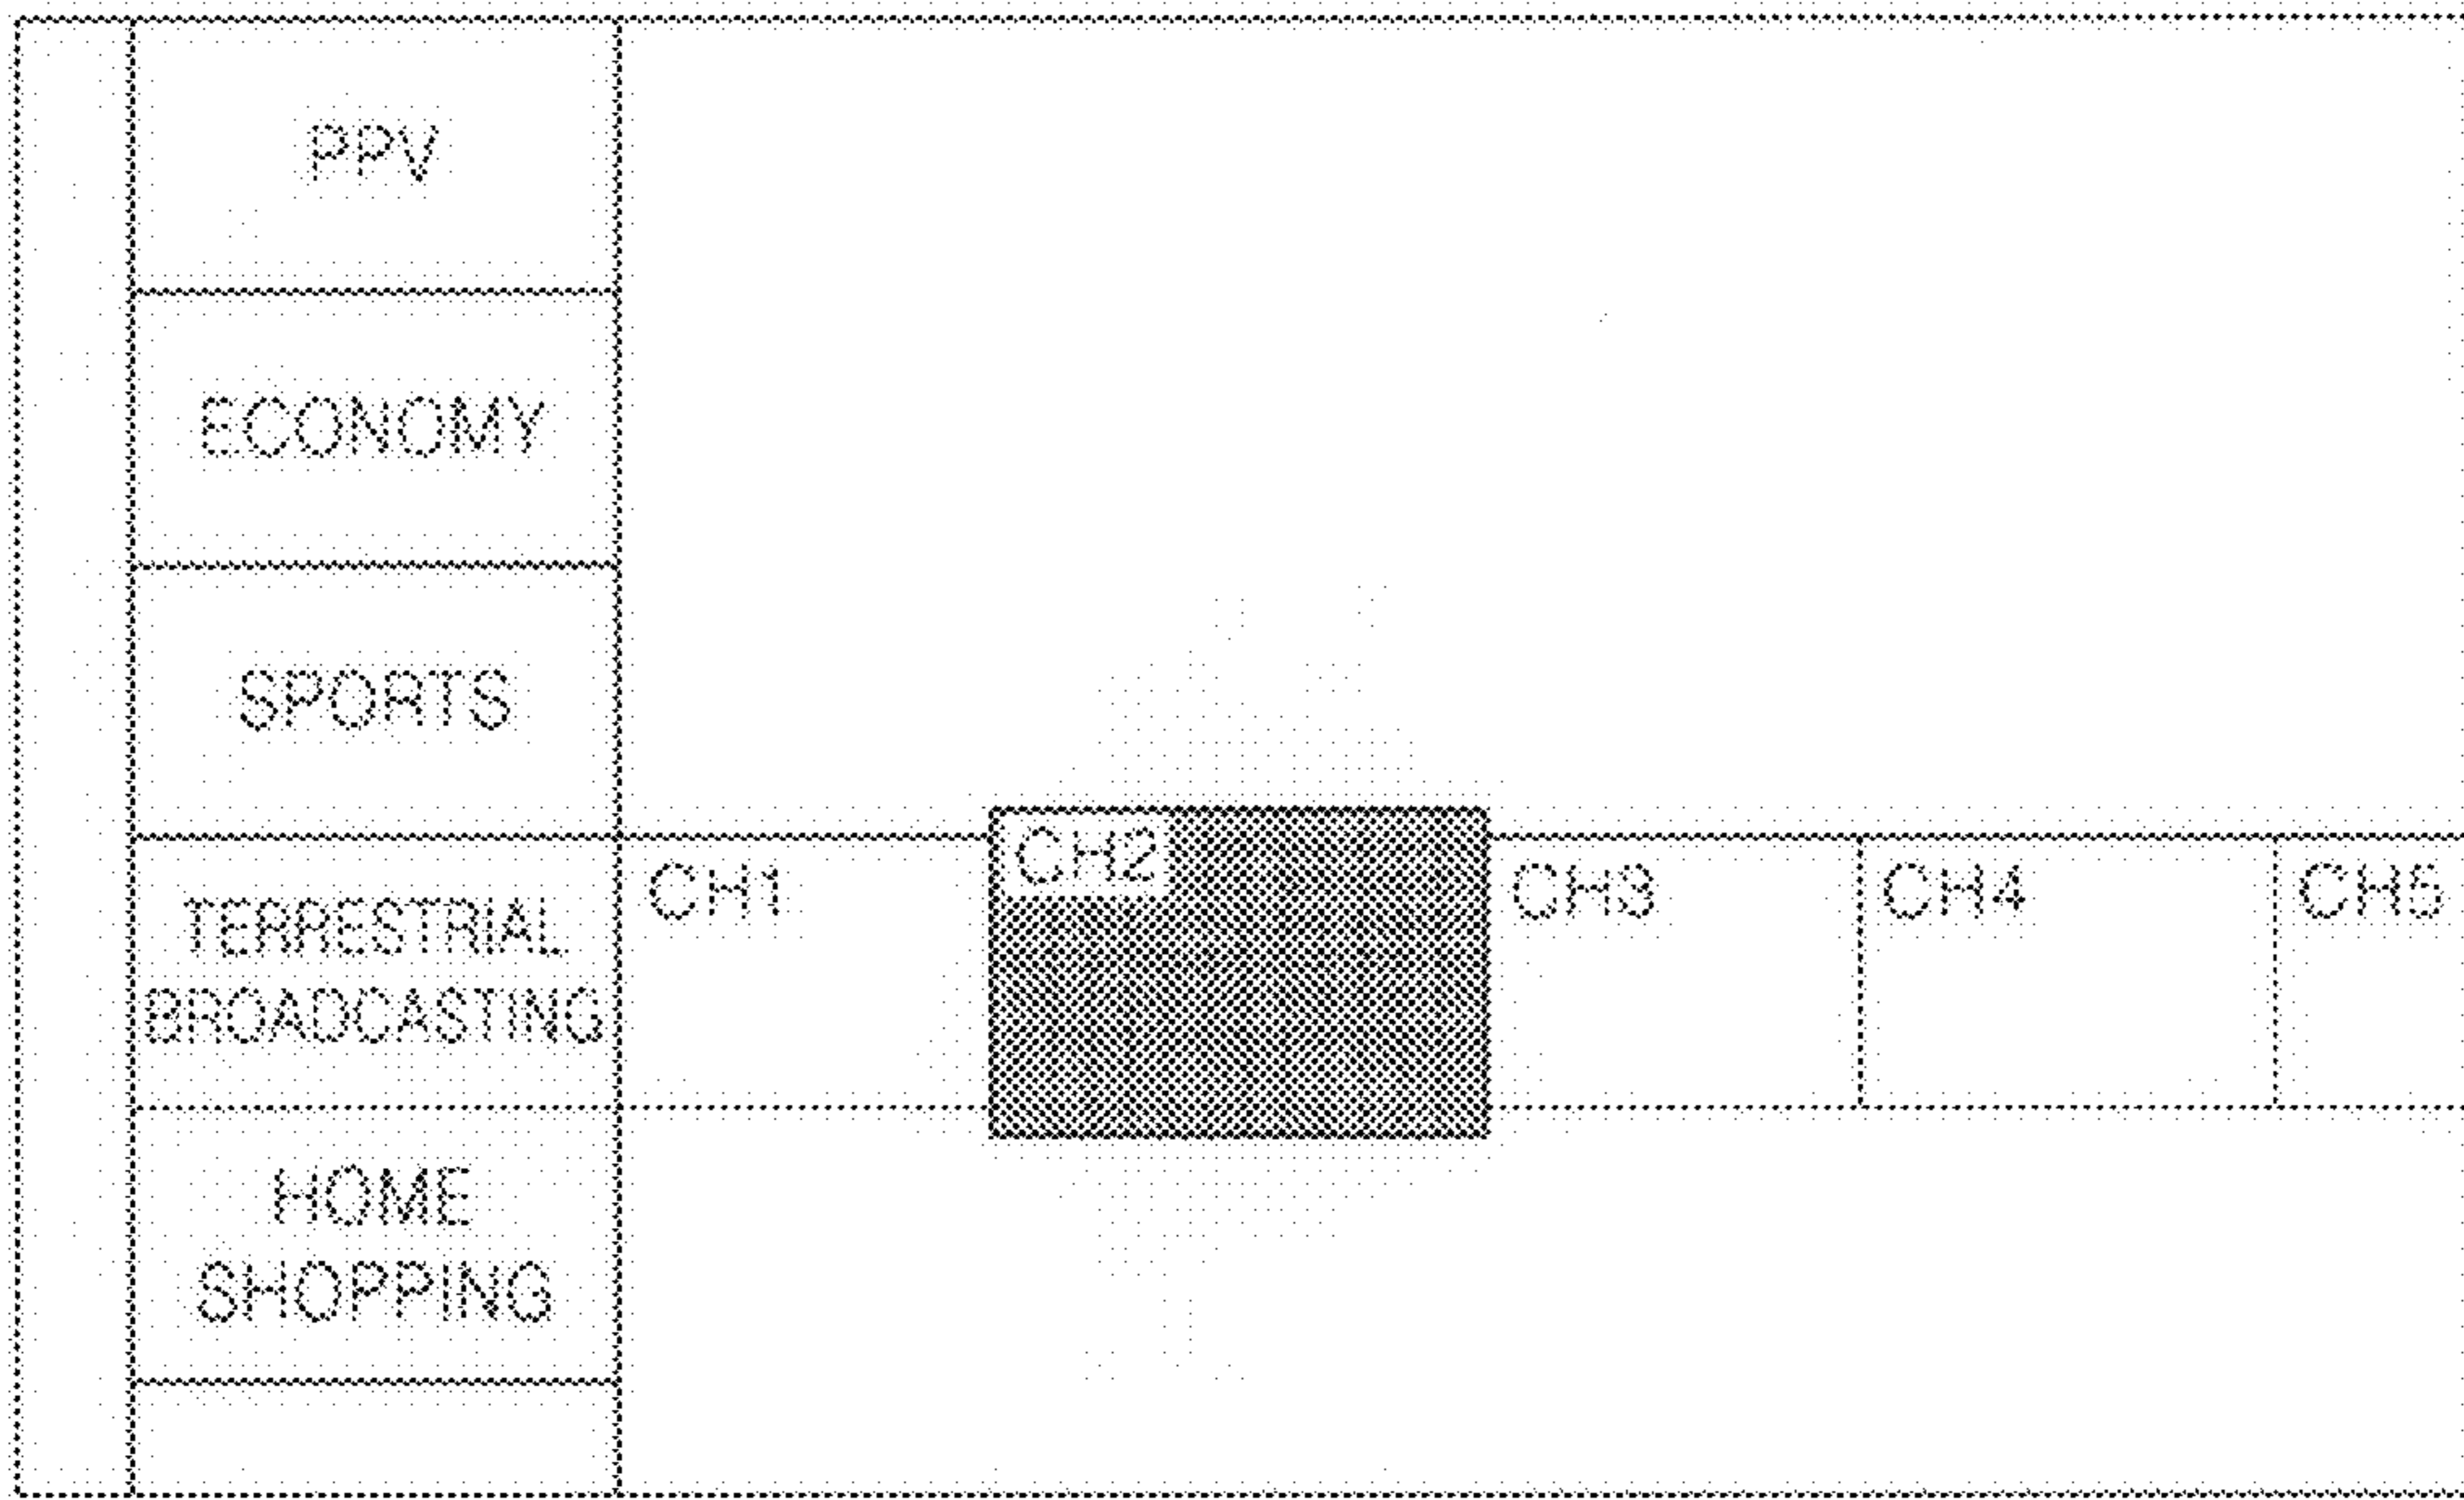 PPV
ECONOMY
SPORTS
TERRESTRIAL
BROADCASTING
CH1
CH2
CH3
CH4
CH5
HOME
SHOPPING